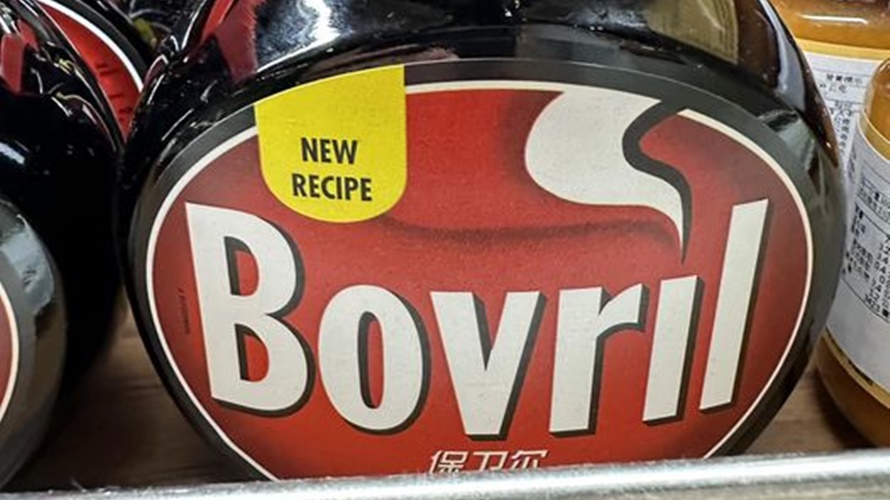 NEW
RECIPE
Bovril
保卫尔